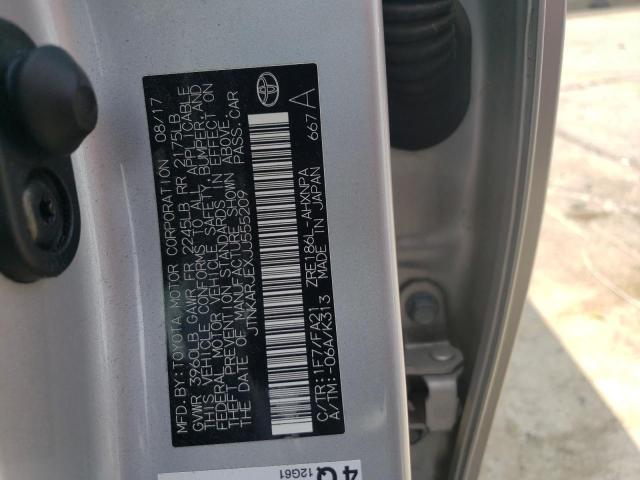 MFD.BY:TOYOTA MOTOR CORPORATION 08/17
GVWR 3960LB GAWR FR 2245LB RR 2175LB
THIS VEHICLE CONFORMS TO ALL APPLICABLE
FEDERAL MOTOR VEHICLE SAFETY, BUMPER, AND
THEFT PREVENTION STANDARDS IN EFFECT ON
THE DATE OF MANUFACTURE SHOWN ABOVE.
JTNKARJEXJJ555209 PASS.CAR
C/TR:1F7/FA21 ZRE186L-AHXNPA
A/TM:-06A/K313 MADE IN JAPAN 667 A
4Q
12G61